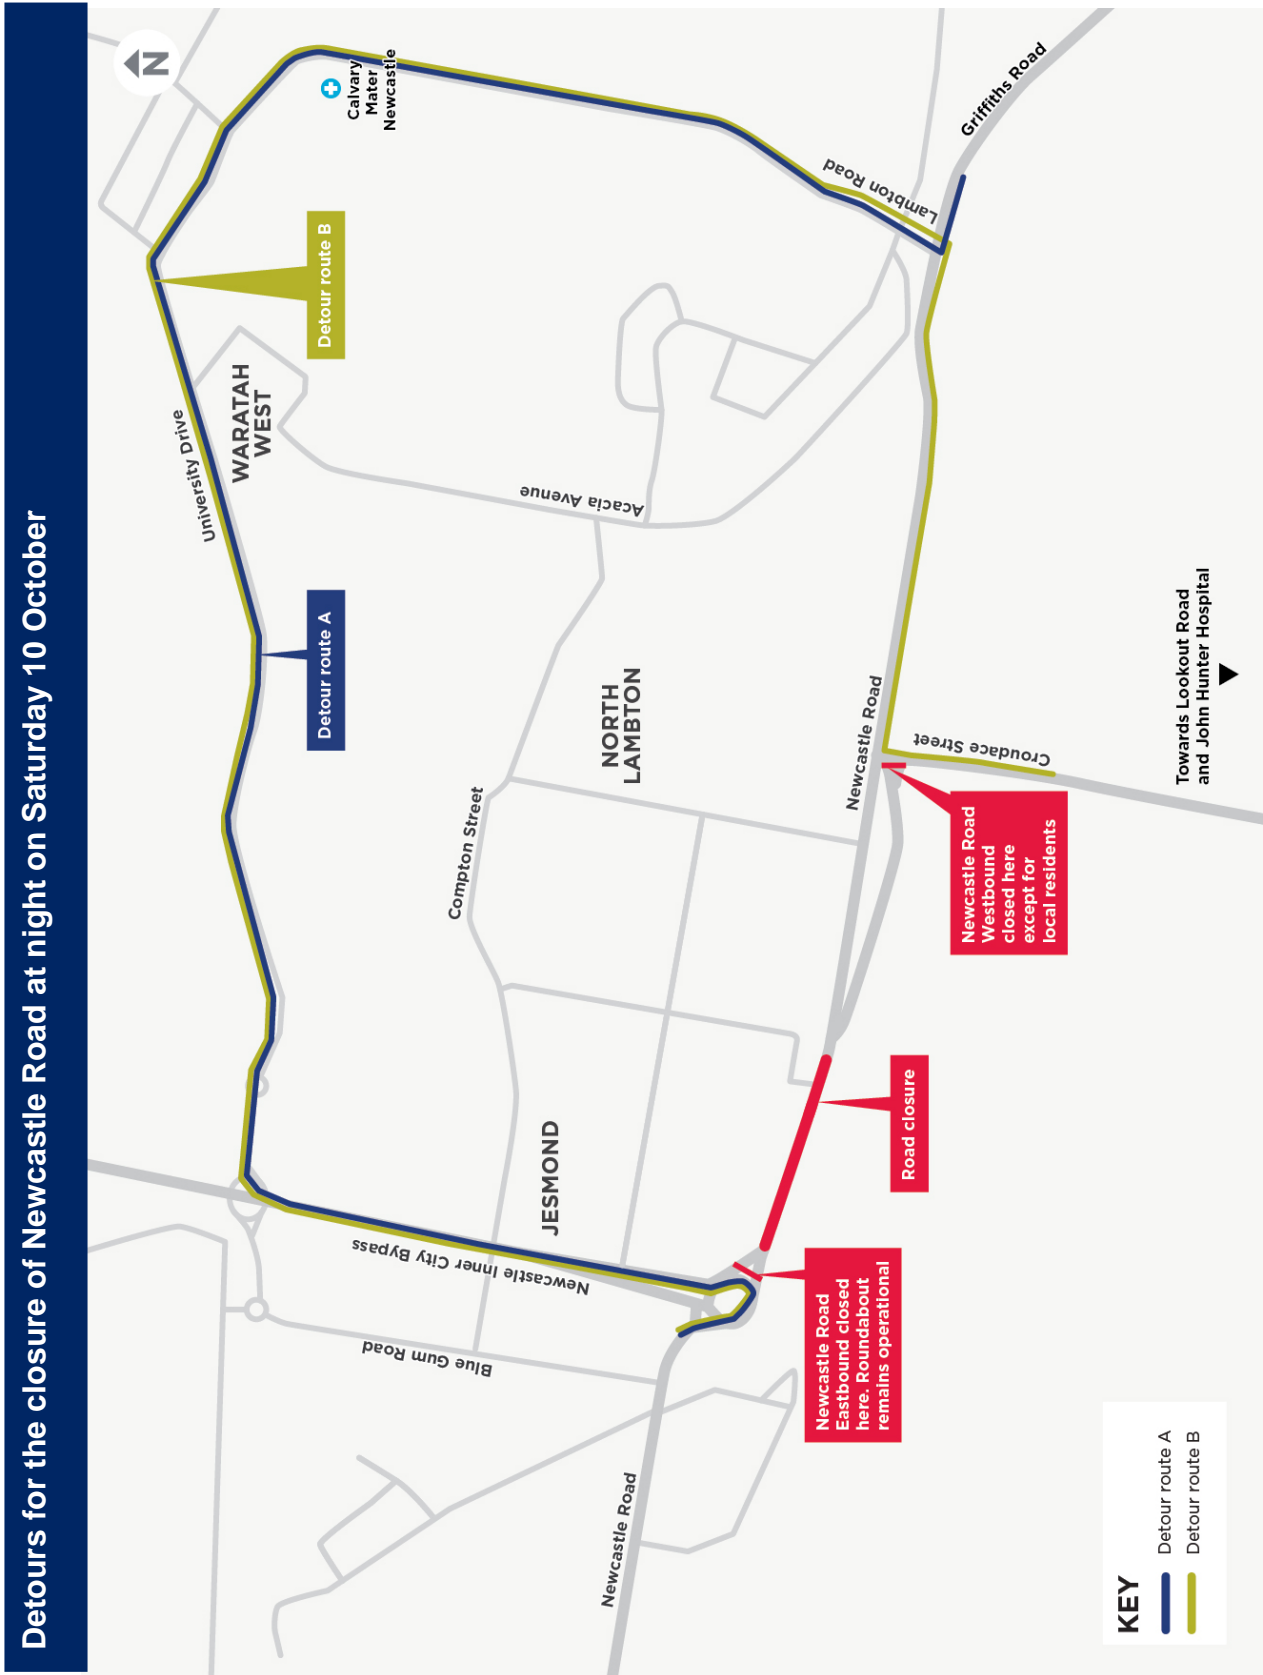 Detours for the closure of Newcastle Road at night on Saturday 10 October
N
Calvary
Mater
Newcastle
Griffiths Road
Lambton Road
Detour route B
University Drive
WARATAH
WEST
Acacia Avenue
Detour route A
NORTH
LAMBTON
Compton Street
Newcastle Road
Croudace Street
Towards Lookout Road
and John Hunter Hospital
Newcastle Road
Westbound
closed here
except for
local residents
JESMOND
Road closure
Newcastle Inner City Bypass
Blue Gum Road
Newcastle Road
Eastbound closed
here. Roundabout
remains operational
Newcastle Road
KEY
Detour route A
Detour route B